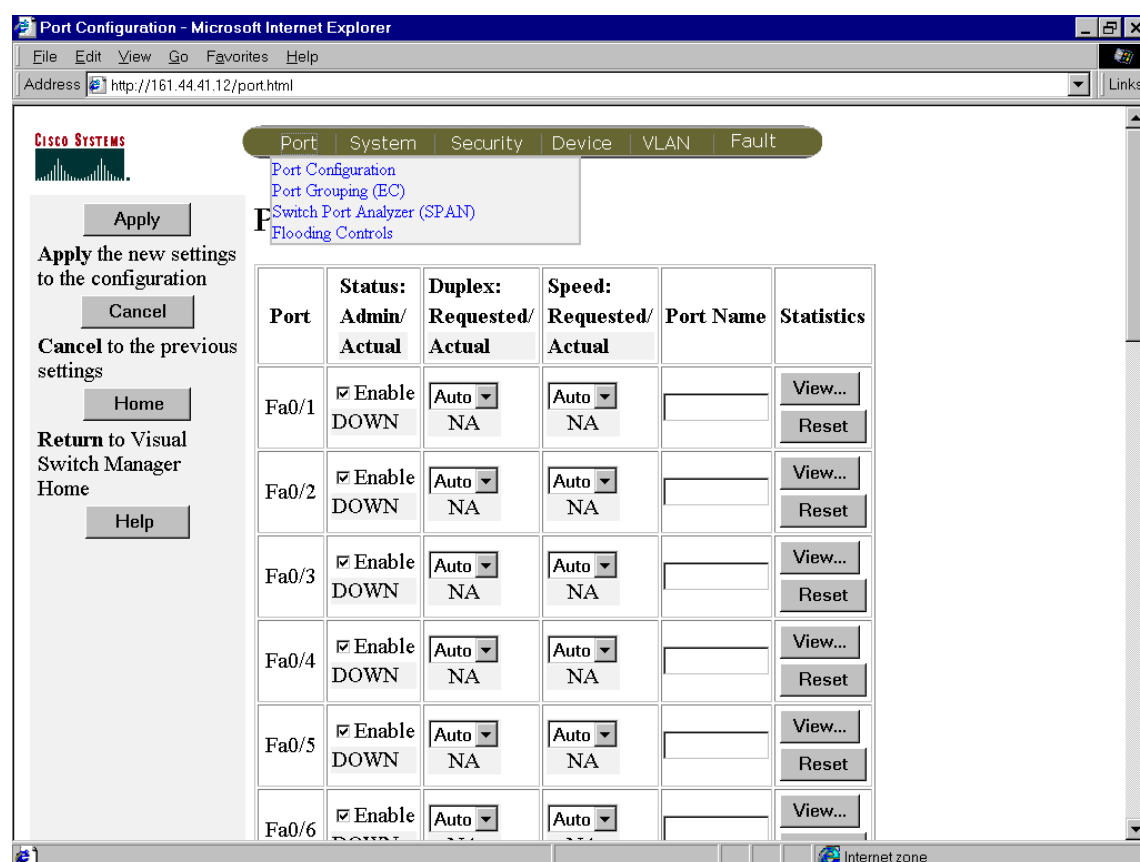 Port Configuration - Microsoft Internet Explorer
File Edit View Go Favorites Help
Address http://161.44.41.12/port.html Links
CISCO SYSTEMS
Port | System | Security | Device | VLAN | Fault
Port Configuration
Port Grouping (EC)
Switch Port Analyzer (SPAN)
Flooding Controls
P
Apply
Apply the new settings
to the configuration
Cancel
Cancel to the previous
settings
Home
Return to Visual
Switch Manager
Home
Help
Port Status: Admin/ Actual Duplex: Requested/ Actual Speed: Requested/ Actual Port Name Statistics
Fa0/1 Enable DOWN Auto NA Auto NA View... Reset
Fa0/2 Enable DOWN Auto NA Auto NA View... Reset
Fa0/3 Enable DOWN Auto NA Auto NA View... Reset
Fa0/4 Enable DOWN Auto NA Auto NA View... Reset
Fa0/5 Enable DOWN Auto NA Auto NA View... Reset
Fa0/6 Enable Auto Auto View...
Internet zone